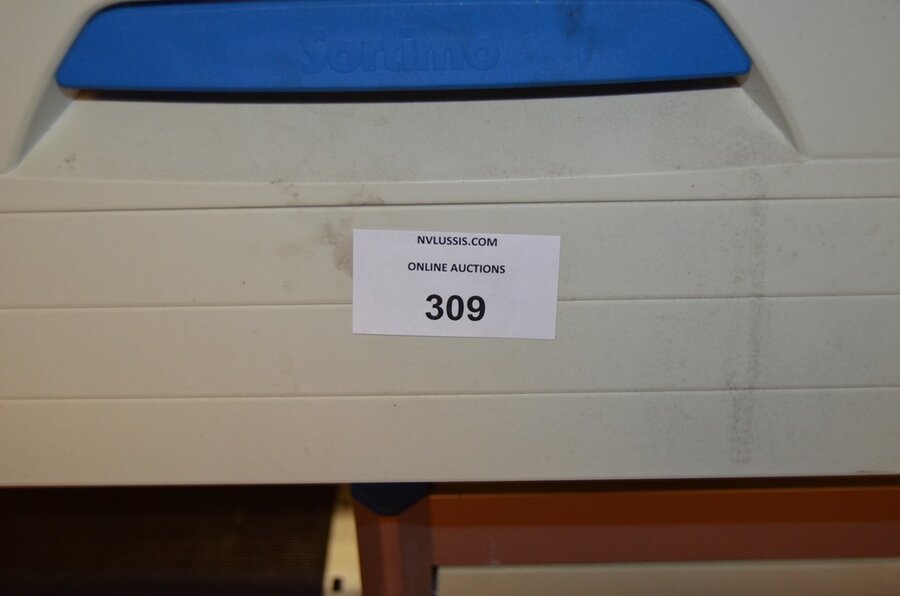 Sortimo
NVLUSSIS.COM
ONLINE AUCTIONS
309